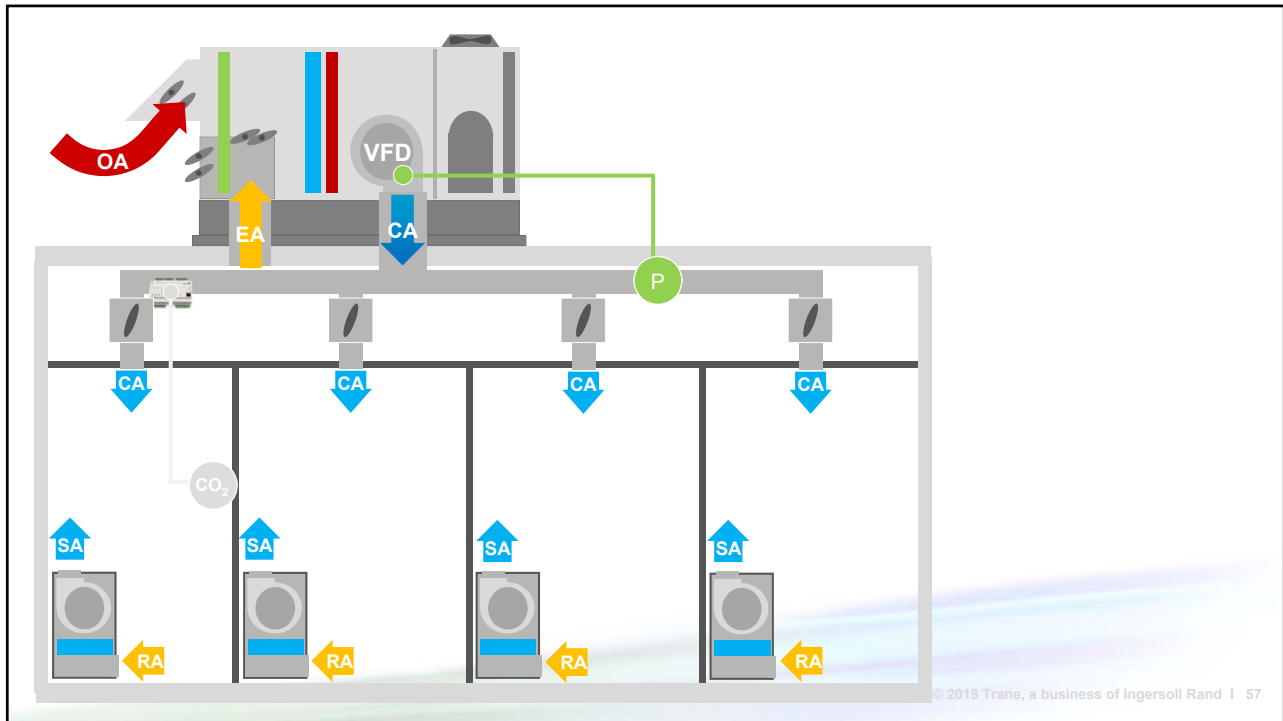 OA
VFD
EA
CA
P
CA
CA
CA
CA
CO₂
SA
SA
SA
SA
RA
RA
RA
RA
© 2018 Trane, a business of Ingersoll Rand I 57